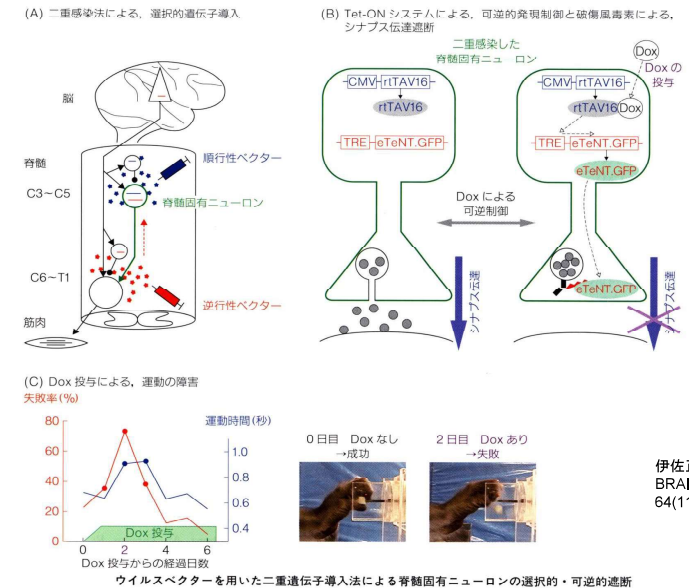 (A) 二重感染法による，選択的遺伝子導入
脳
脊髄
C3～C5
C6～T1
筋肉
順行性ベクター
脊髄固有ニューロン
逆行性ベクター
(B) Tet-ON システムによる，可逆的発現制御と破傷風毒素による，
シナプス伝達遮断
二重感染した
脊髄固有ニューロン
CMV rtTAV16
rtTAV16
TRE eTeNT.GFP
Dox による
可逆制御
シナプス伝達
Dox
Dox の
投与
CMV rtTAV16
rtTAV16 Dox
TRE eTeNT.GFP
eTeNT.GFP
eTeNT.GFP
シナプス伝達
(C) Dox 投与による，運動の障害
失敗率(%)
運動時間(秒)
80
60
40
20
0
1.0
0.8
0.6
0.4
Dox 投与
0 2 4 6
Dox 投与からの経過日数
0日目 Dox なし
→成功
2日目 Dox あり
→失敗
伊佐
BRA
64(1
ウイルスベクターを用いた二重遺伝子導入法による脊髄固有ニューロンの選択的・可逆的遮断